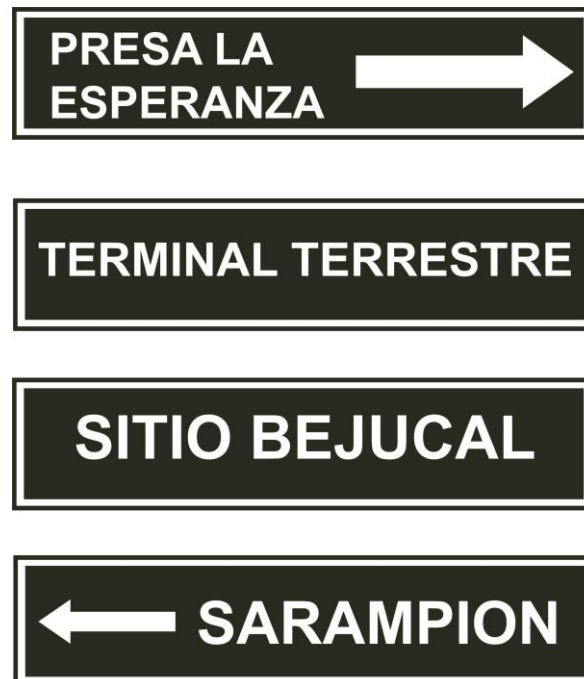 PRESA LA
ESPERANZA
TERMINAL TERRESTRE
SITIO BEJUCAL
SARAMPION